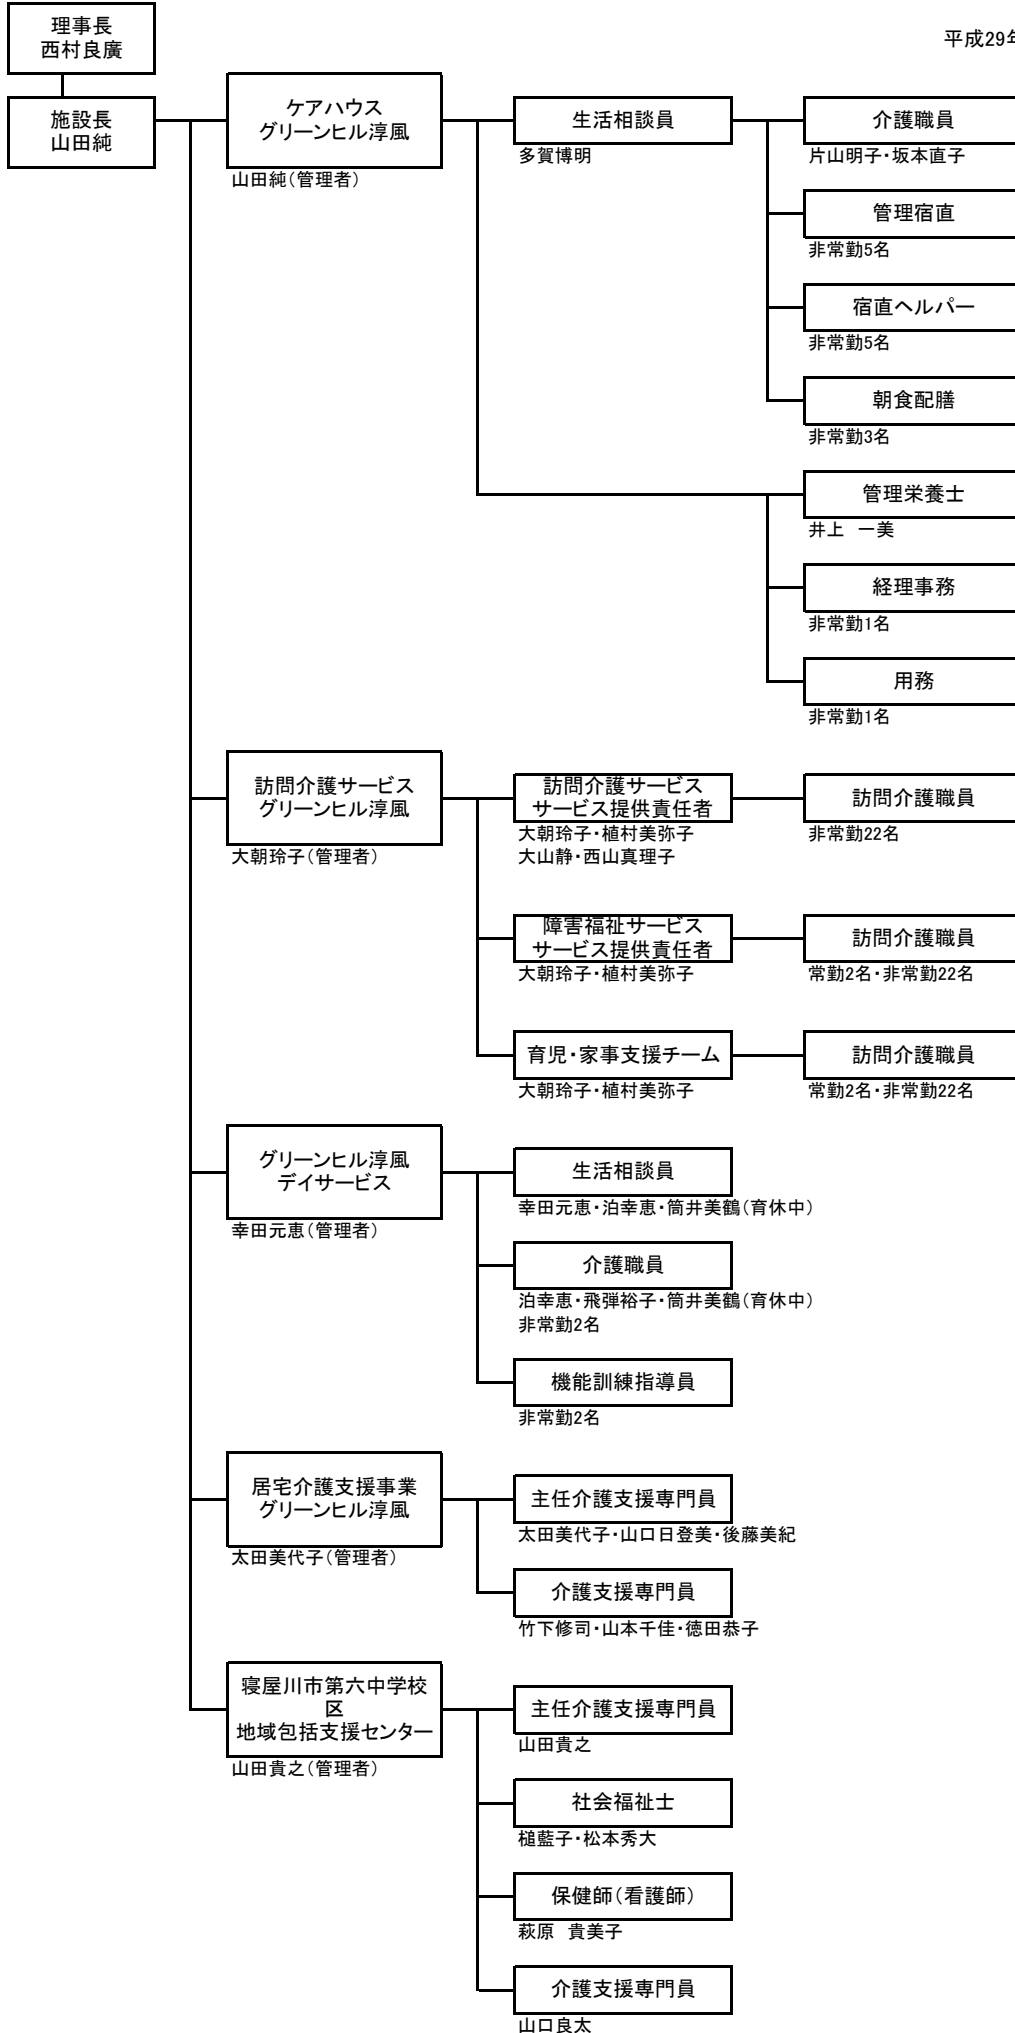 理事長
西村良廣
平成29年
施設長
山田純
ケアハウス
グリーンヒル淳風
山田純(管理者)
生活相談員
多賀博明
介護職員
片山明子・坂本直子
管理宿直
非常勤5名
宿直ヘルパー
非常勤5名
朝食配膳
非常勤3名
管理栄養士
井上　一美
経理事務
非常勤1名
用務
非常勤1名
訪問介護サービス
グリーンヒル淳風
大朝玲子(管理者)
訪問介護サービス
サービス提供責任者
大朝玲子・植村美弥子
大山静・西山真理子
訪問介護職員
非常勤22名
障害福祉サービス
サービス提供責任者
大朝玲子・植村美弥子
訪問介護職員
常勤2名・非常勤22名
育児・家事支援チーム
大朝玲子・植村美弥子
訪問介護職員
常勤2名・非常勤22名
グリーンヒル淳風
デイサービス
幸田元恵(管理者)
生活相談員
幸田元恵・泊幸恵・筒井美鶴(育休中)
介護職員
泊幸恵・飛弾裕子・筒井美鶴(育休中)
非常勤2名
機能訓練指導員
非常勤2名
居宅介護支援事業
グリーンヒル淳風
太田美代子(管理者)
主任介護支援専門員
太田美代子・山口日登美・後藤美紀
介護支援専門員
竹下修司・山本千佳・徳田恭子
寝屋川市第六中学校
区
地域包括支援センター
山田貴之(管理者)
主任介護支援専門員
山田貴之
社会福祉士
槌藍子・松本秀大
保健師(看護師)
萩原　貴美子
介護支援専門員
山口良太